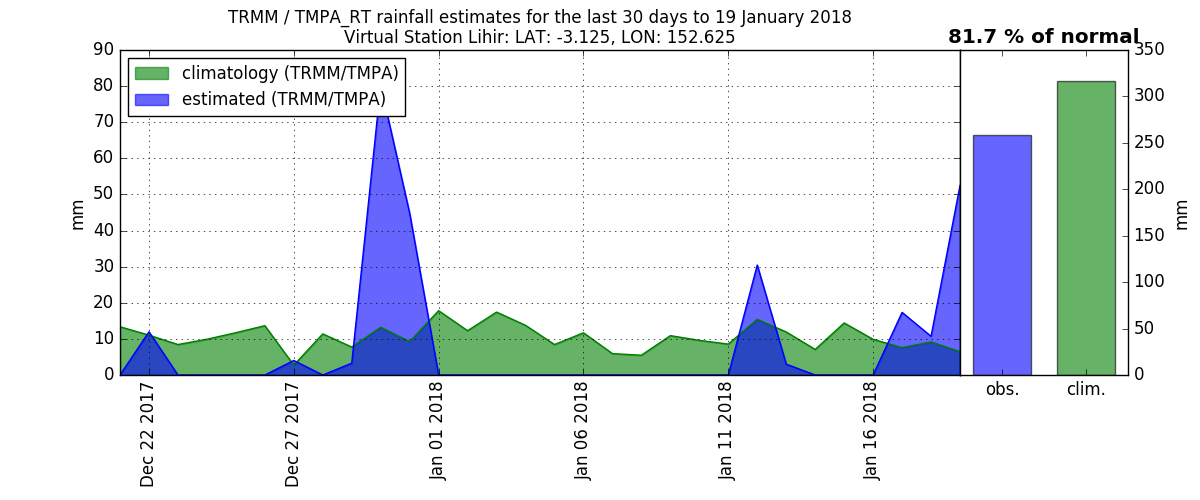 TRMM / TMPA_RT rainfall estimates for the last 30 days to 19 January 2018
Virtual Station Lihir: LAT: -3.125, LON: 152.625
81.7 % of normal
climatology (TRMM/TMPA)
estimated (TRMM/TMPA)
90
80
70
60
50
40
30
20
10
0
mm
Dec 22 2017
Dec 27 2017
Jan 01 2018
Jan 06 2018
Jan 11 2018
Jan 16 2018
obs.
clim.
350
300
250
200
150
100
50
0
mm